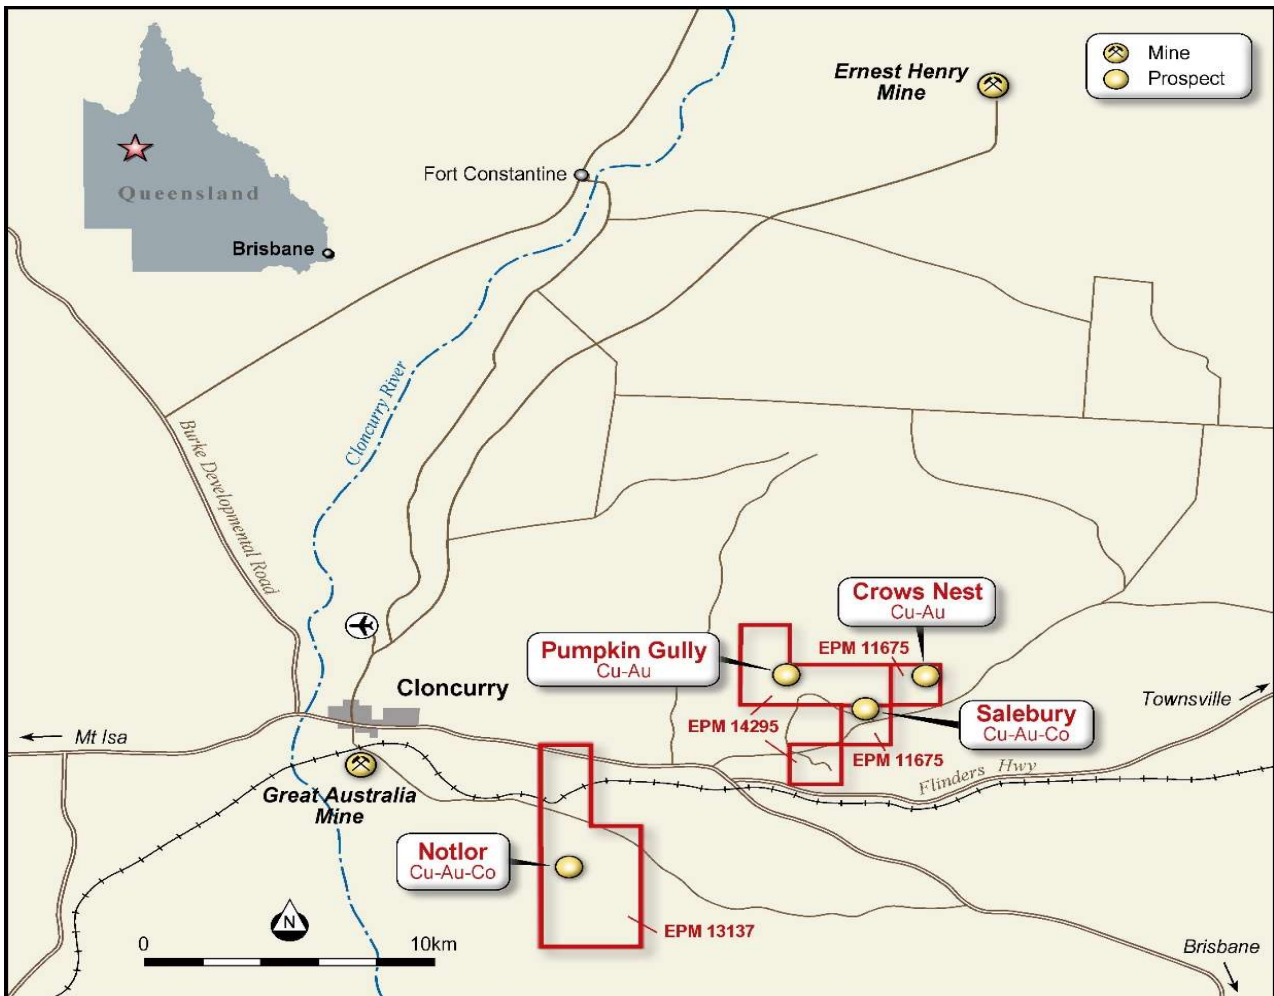 Mine
Prospect
Ernest Henry
Mine
Fort Constantine
Queensland
Brisbane
Cloncurry River
Burke Developmental Road
Crows Nest
Cu-Au
EPM 11675
Pumpkin Gully
Cu-Au
Cloncurry
EPM 14295
Salebury
Cu-Au-Co
EPM 11675
Townsville
Mt Isa
Flinders Hwy
Great Australia
Mine
Notlor
Cu-Au-Co
EPM 13137
N
0
10km
Brisbane